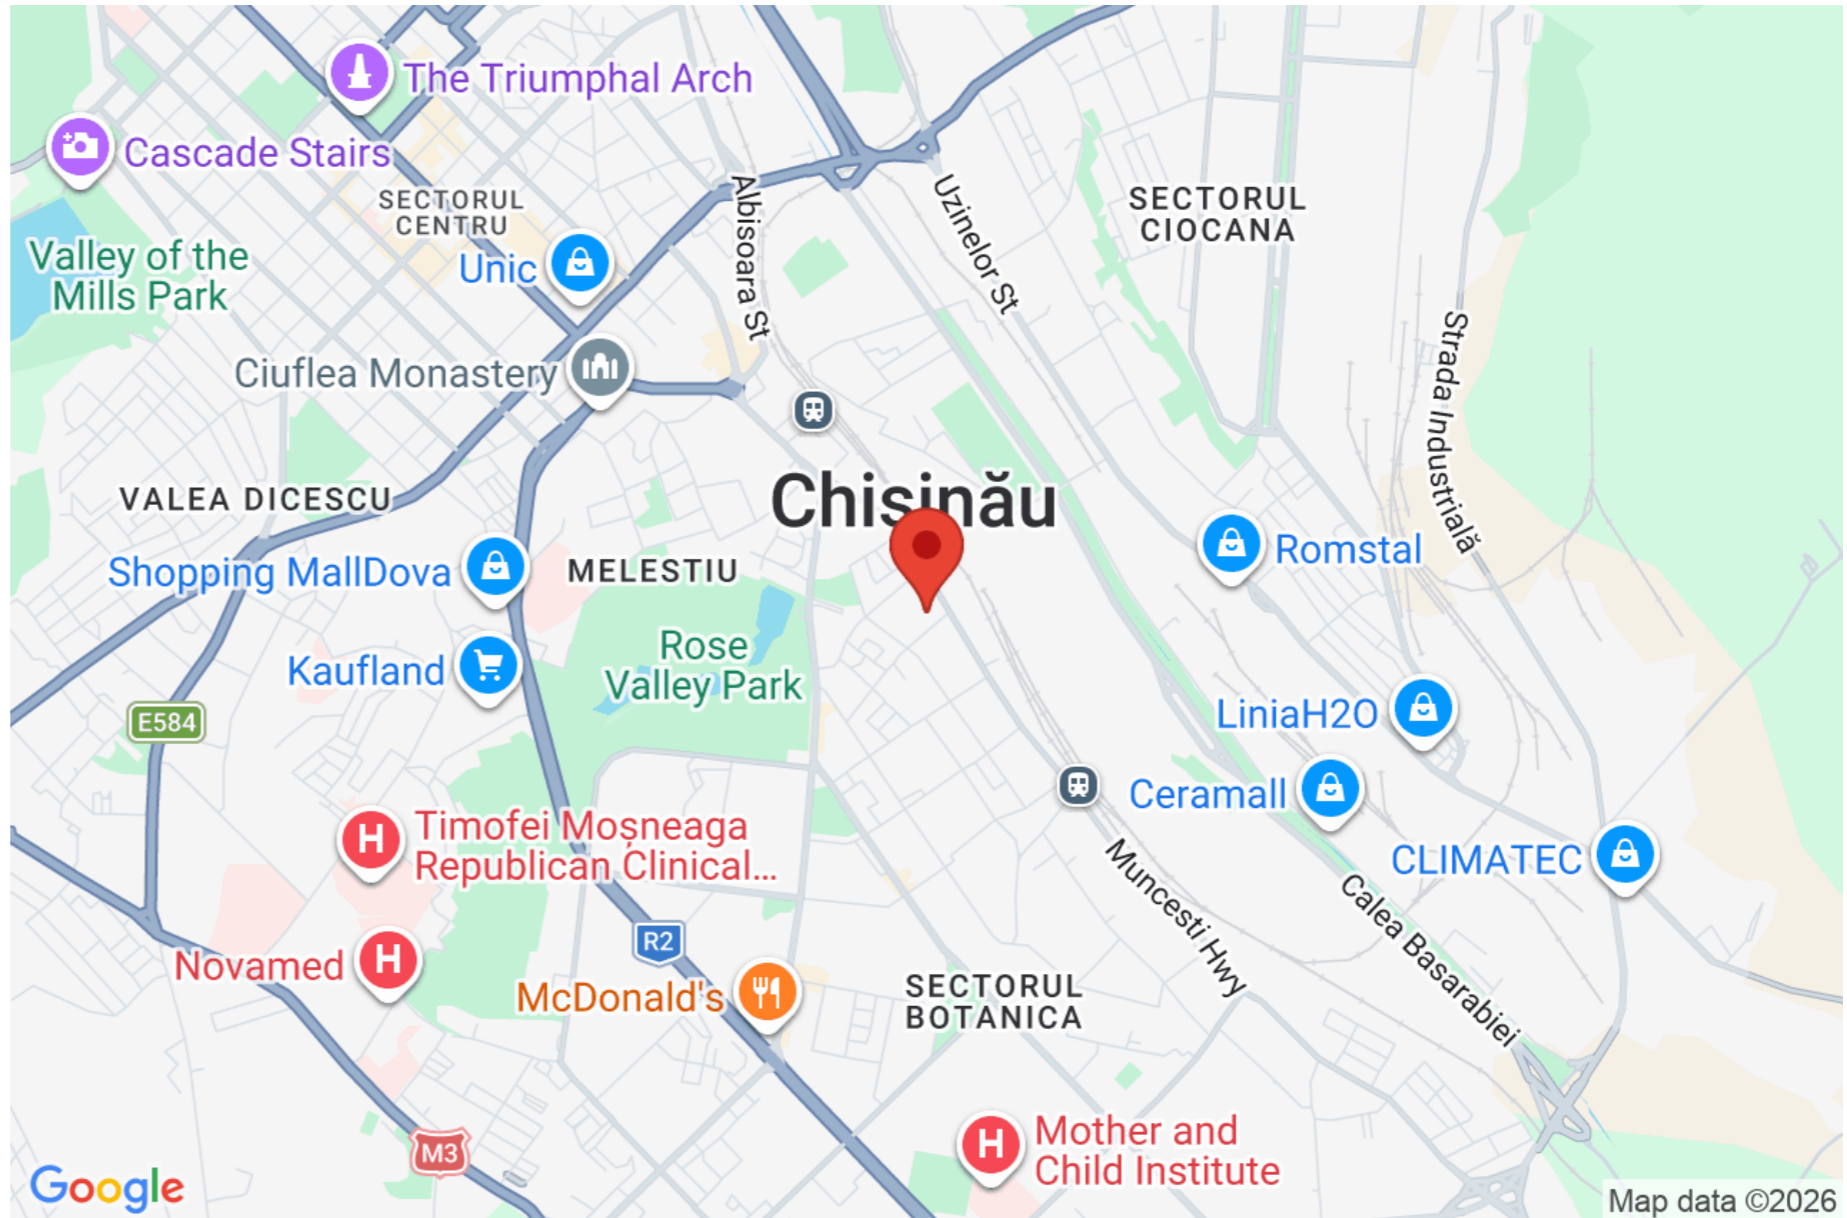 The Triumphal Arch
Cascade Stairs
SECTORUL
CENTRU
Valley of the
Mills Park
Unic
Albisoara St
Uzinelor St
SECTORUL
CIOCANA
Ciuflea Monastery
Strada Industrială
VALEA DICESCU
Chișinău
Shopping MallDova
MELESTIU
Romstal
Rose
Valley Park
Kaufland
E584
LiniaH2O
Ceramall
Timofei Moșneaga
Republican Clinical...
CLIMATEC
Muncesti Hwy
Calea Basarabiei
R2
Novamed
McDonald's
SECTORUL
BOTANICA
M3
Mother and
Child Institute
Google
Map data ©2026